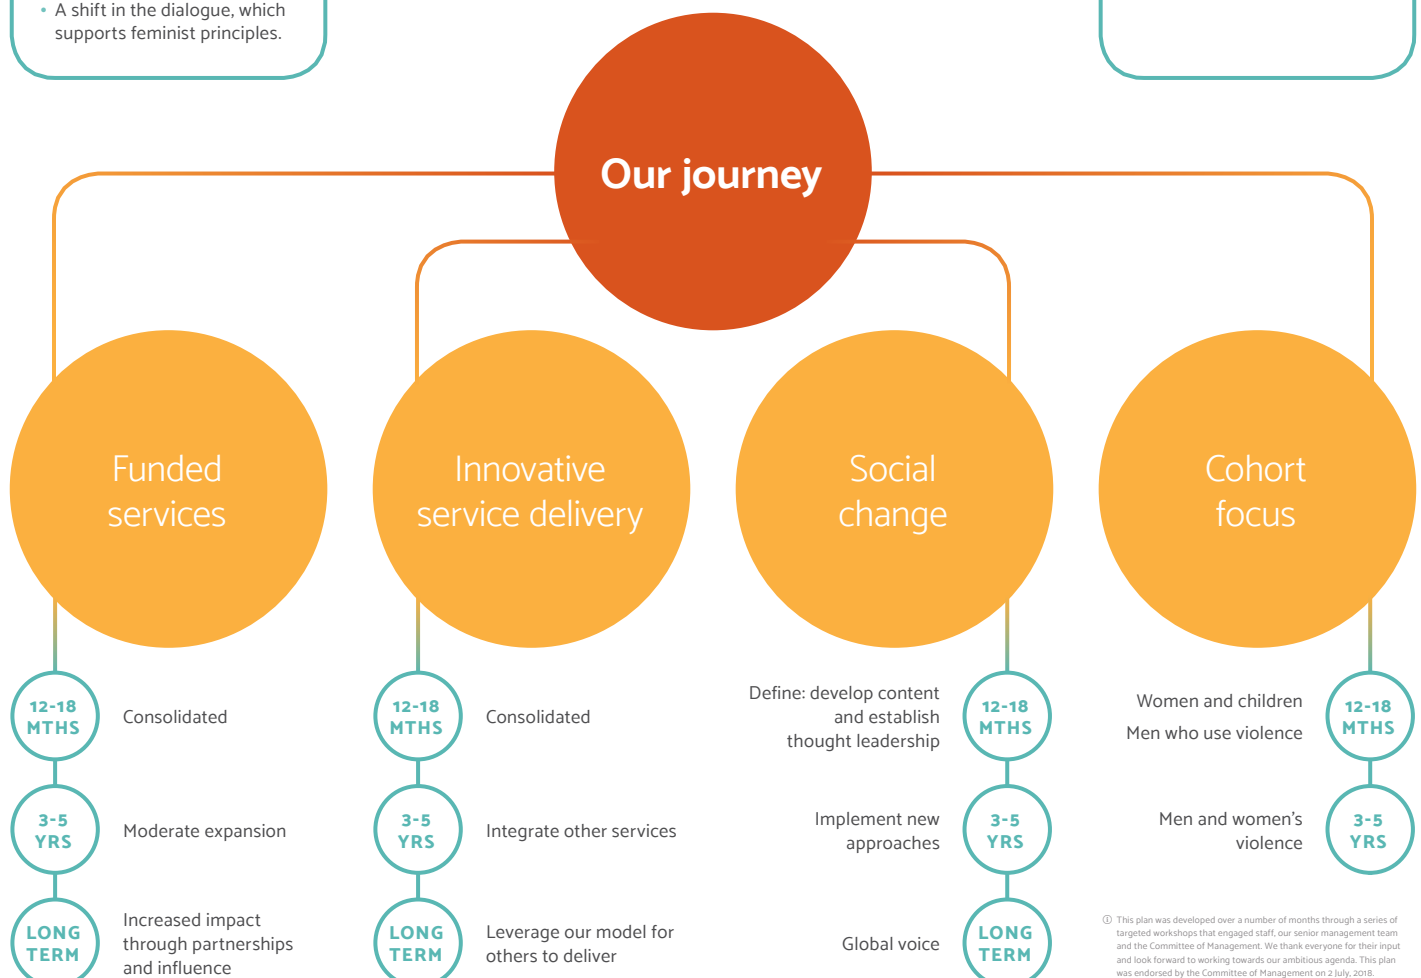 • A shift in the dialogue, which
supports feminist principles.
Our journey
Funded
services
Innovative
service delivery
Social
change
Cohort
focus
12-18
MTHS
Consolidated
3-5
YRS
Moderate expansion
LONG
TERM
Increased impact
through partnerships
and influence
12-18
MTHS
Consolidated
3-5
YRS
Integrate other services
LONG
TERM
Leverage our model for
others to deliver
Define: develop content
and establish
thought leadership
12-18
MTHS
Implement new
approaches
3-5
YRS
Global voice
LONG
TERM
Women and children
Men who use violence
12-18
MTHS
Men and women's
violence
3-5
YRS
ⓘ This plan was developed over a number of months through a series of
targeted workshops that engaged staff, our senior management team
and the Committee of Management. We thank everyone for their input
and look forward to working towards our ambitious agenda. This plan
was endorsed by the Committee of Management on 2 July, 2018.